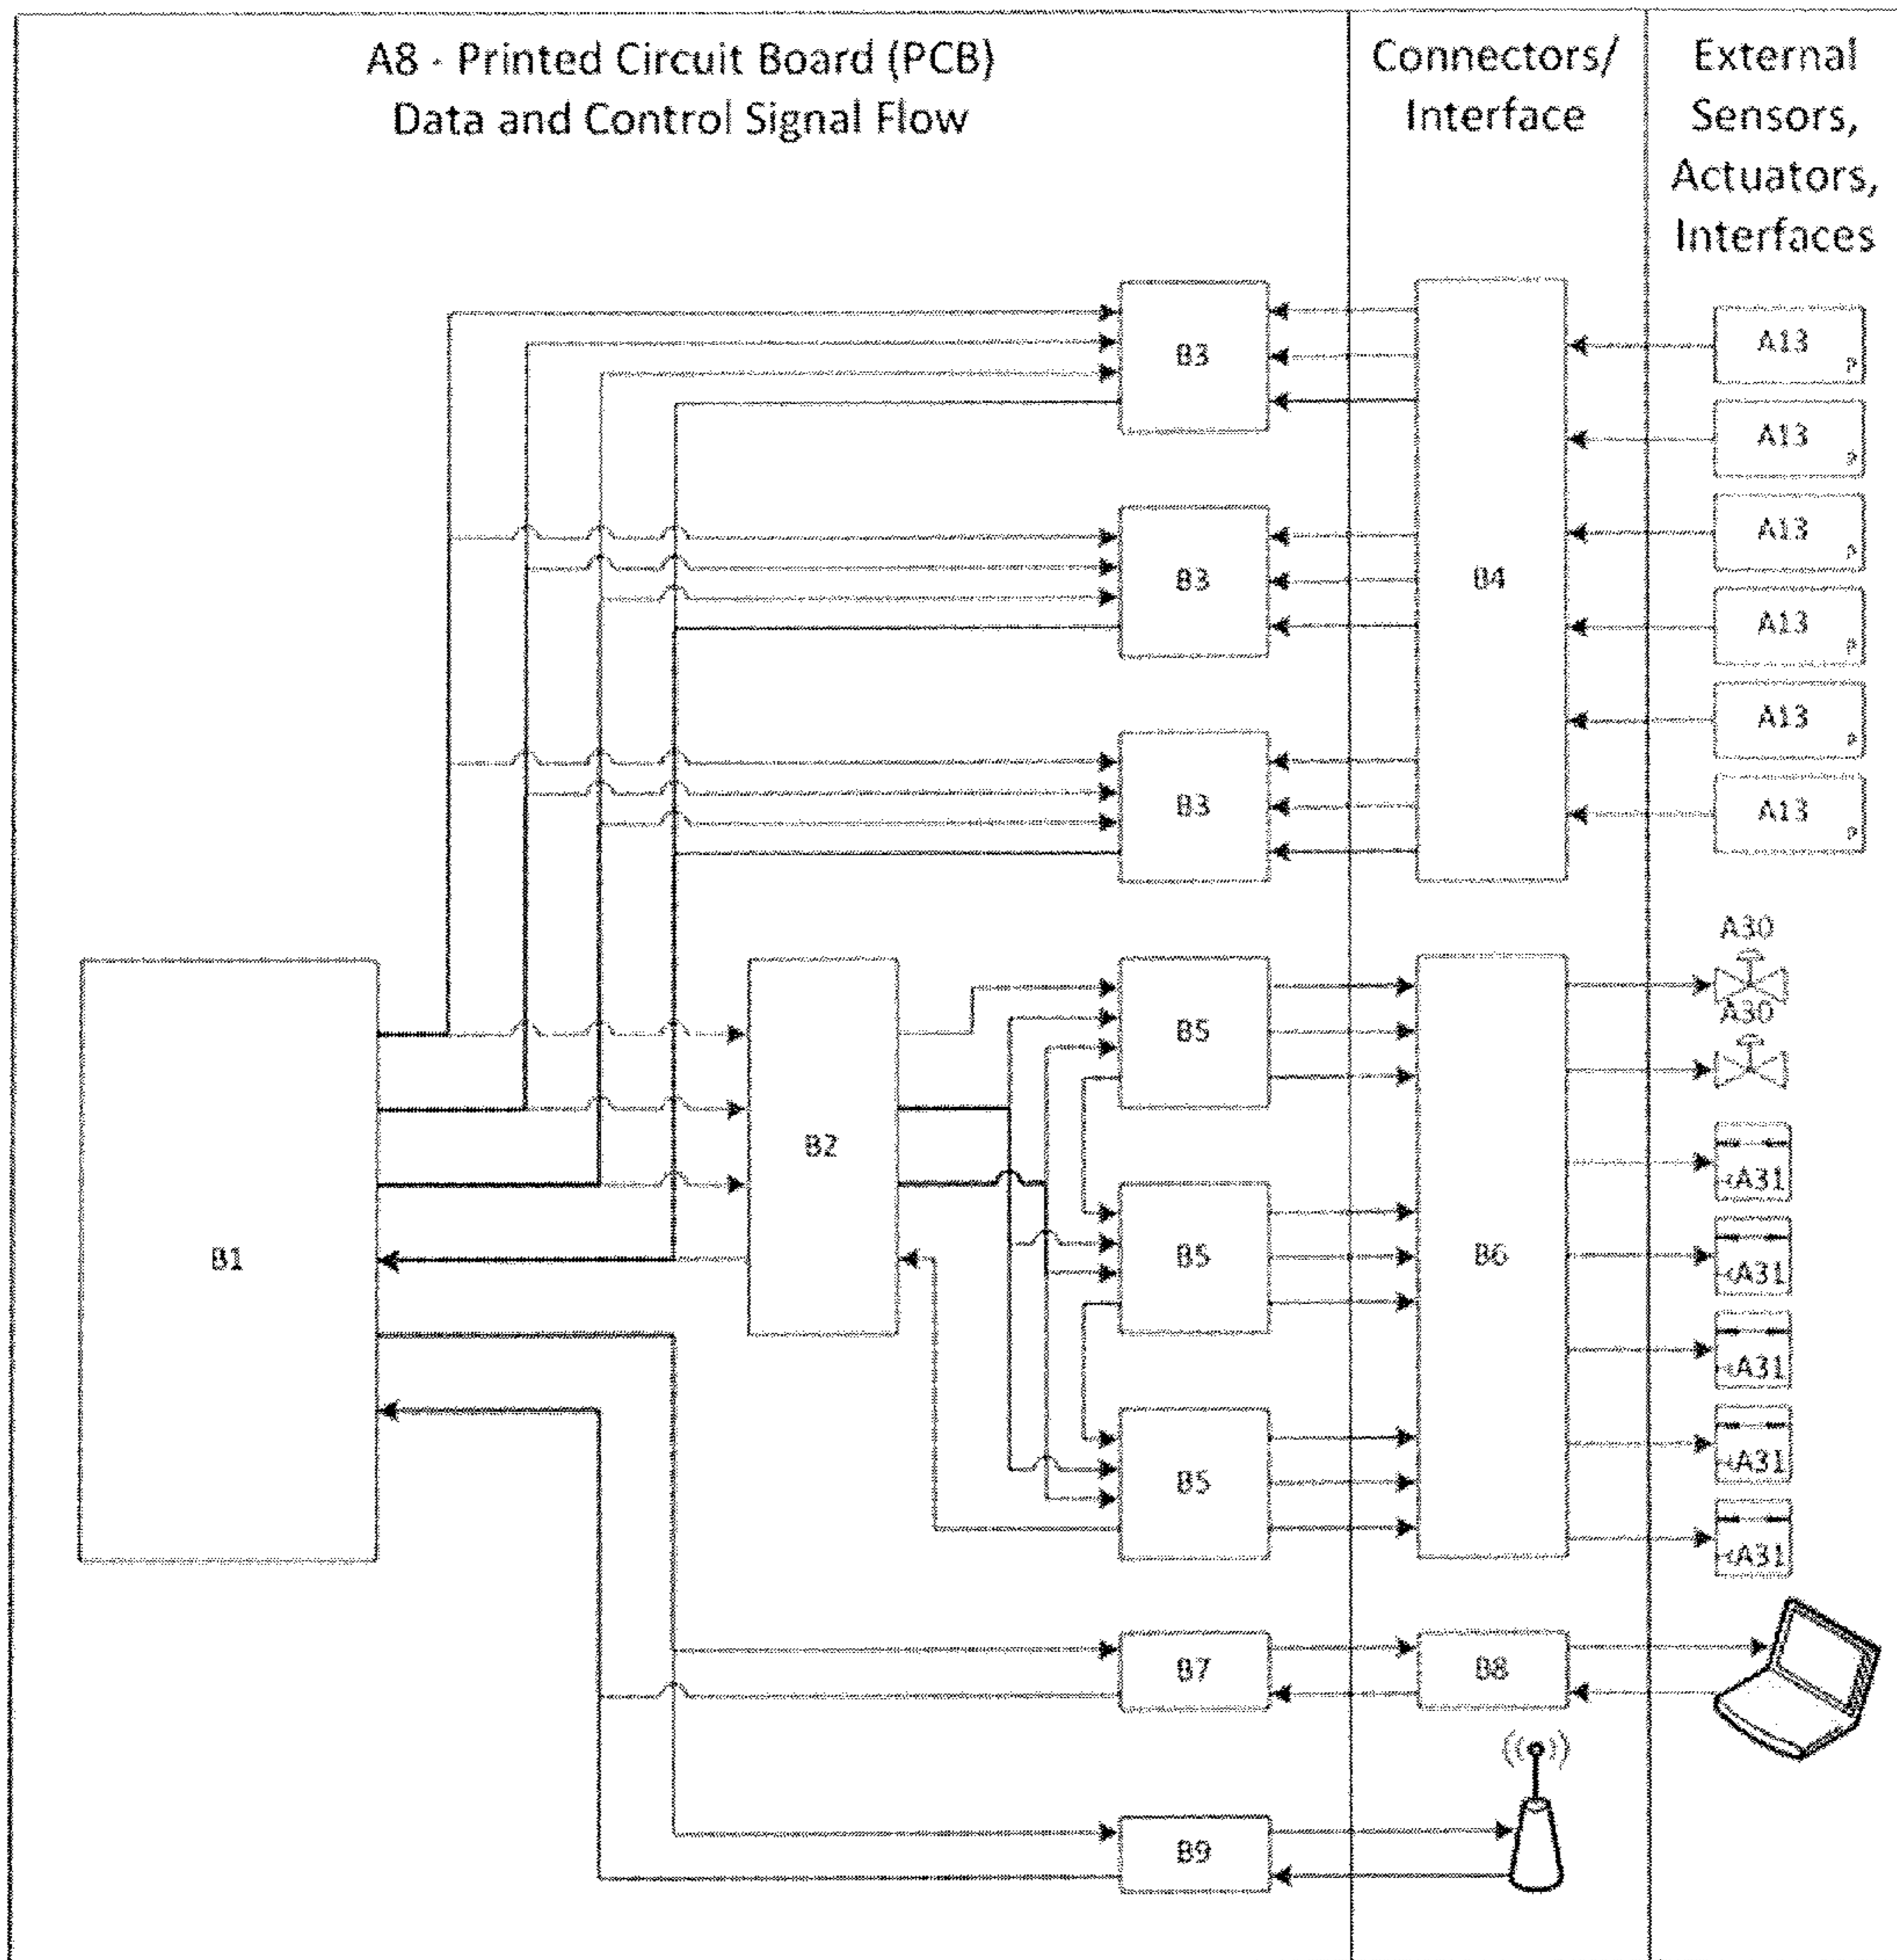 A8 - Printed Circuit Board (PCB)
Data and Control Signal Flow
Connectors/
Interface
External
Sensors,
Actuators,
Interfaces
B3
B3
B3
B4
A13
P
A13
P
A13
P
A13
P
A13
P
A13
P
B1
B2
B5
B5
B5
B6
A30
A30
A31
A31
A31
A31
A31
B7
B8
B9